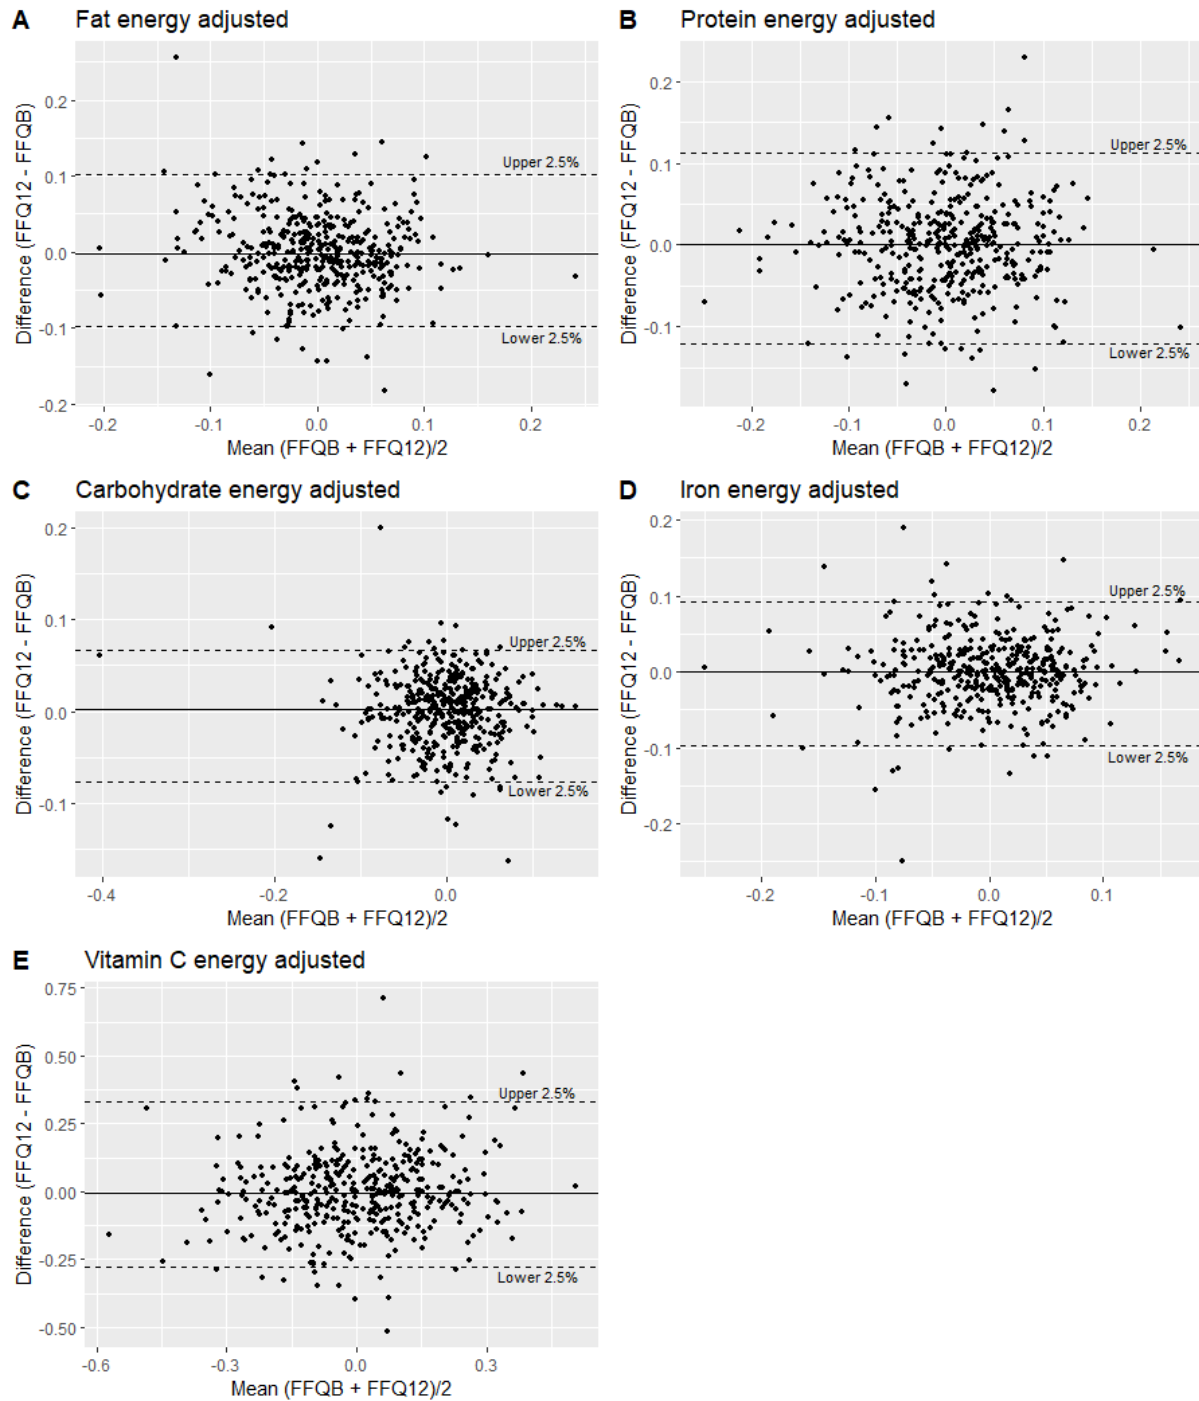 A Fat energy adjusted
Difference (FFQ12 - FFQB)
0.2
0.1
0.0
-0.1
-0.2
Upper 2.5%
Lower 2.5%
-0.2 -0.1 0.0 0.1 0.2
Mean (FFQB + FFQ12)/2
B Protein energy adjusted
Difference (FFQ12 - FFQB)
0.2
0.1
0.0
-0.1
Upper 2.5%
Lower 2.5%
-0.2 -0.1 0.0 0.1 0.2
Mean (FFQB + FFQ12)/2
C Carbohydrate energy adjusted
Difference (FFQ12 - FFQB)
0.2
0.1
0.0
-0.1
Upper 2.5%
Lower 2.5%
-0.4 -0.2 0.0
Mean (FFQB + FFQ12)/2
D Iron energy adjusted
Difference (FFQ12 - FFQB)
0.2
0.1
0.0
-0.1
-0.2
Upper 2.5%
Lower 2.5%
-0.2 -0.1 0.0 0.1
Mean (FFQB + FFQ12)/2
E Vitamin C energy adjusted
Difference (FFQ12 - FFQB)
0.75
0.50
0.25
0.00
-0.25
-0.50
Upper 2.5%
Lower 2.5%
-0.6 -0.3 0.0 0.3
Mean (FFQB + FFQ12)/2